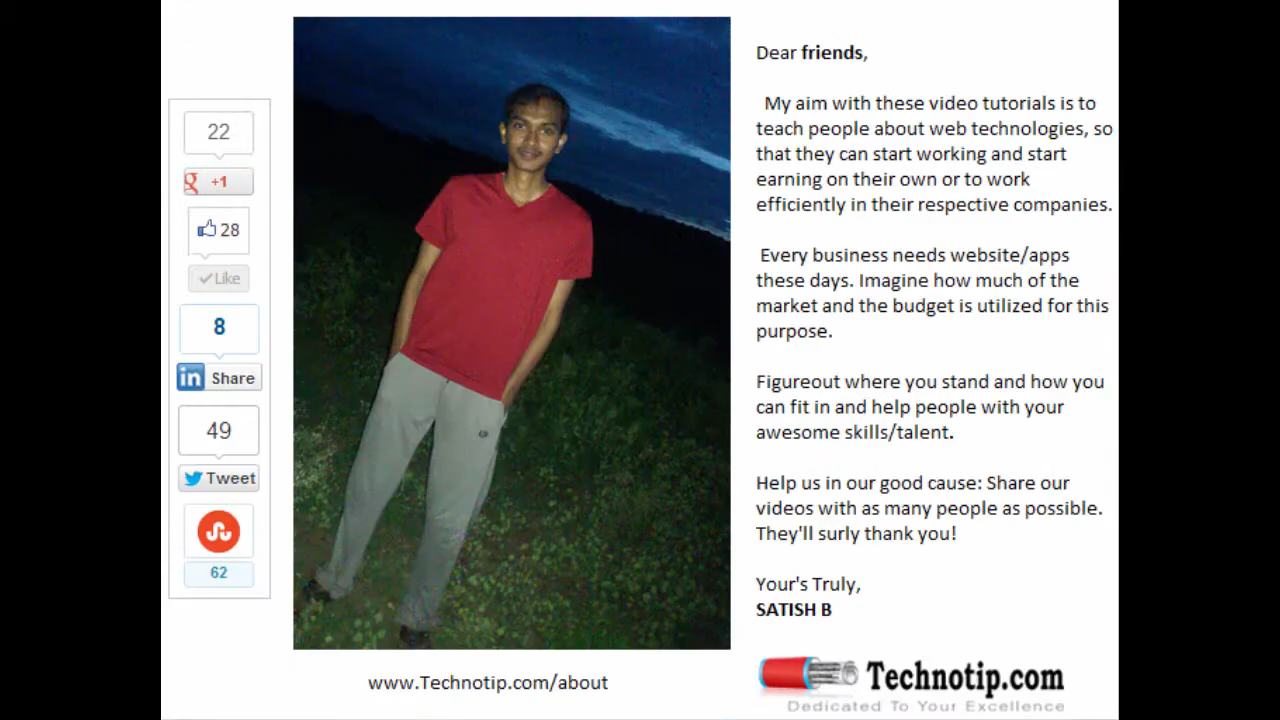 22
+1
28
Like
8
in Share
49
Tweet
62
Dear friends,
My aim with these video tutorials is to
teach people about web technologies, so
that they can start working and start
earning on their own or to work
efficiently in their respective companies.
Every business needs website/apps
these days. Imagine how much of the
market and the budget is utilized for this
purpose.
Figureout where you stand and how you
can fit in and help people with your
awesome skills/talent.
Help us in our good cause: Share our
videos with as many people as possible.
They'll surly thank you!
Your's Truly,
SATISH B
www.Technotip.com/about
Technotip.com
Dedicated To Your Excellence